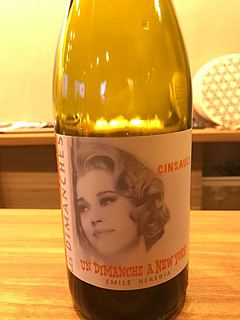 DIMANCHES
CINSAULT
UN DIMANCHE A NEW YORK
EMILE HEREDIA